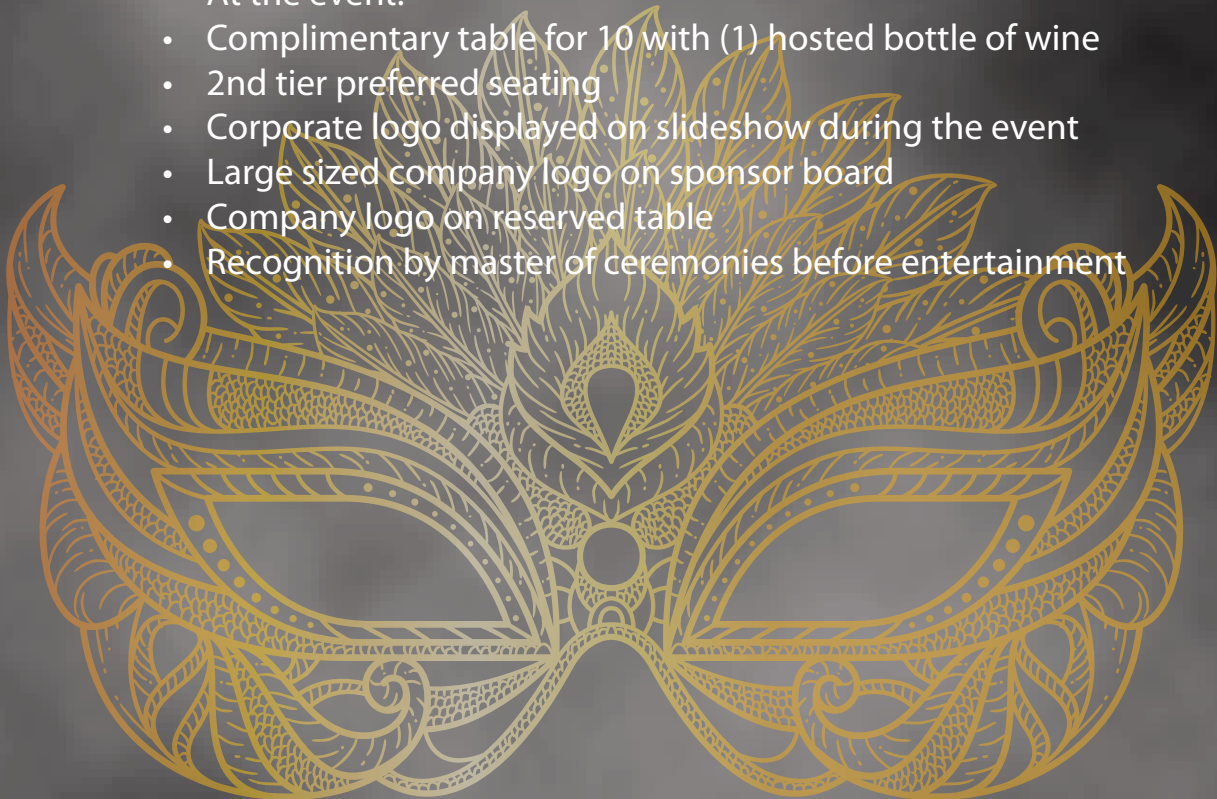 At the event:
• Complimentary table for 10 with (1) hosted bottle of wine
• 2nd tier preferred seating
• Corporate logo displayed on slideshow during the event
• Large sized company logo on sponsor board
• Company logo on reserved table
• Recognition by master of ceremonies before entertainment